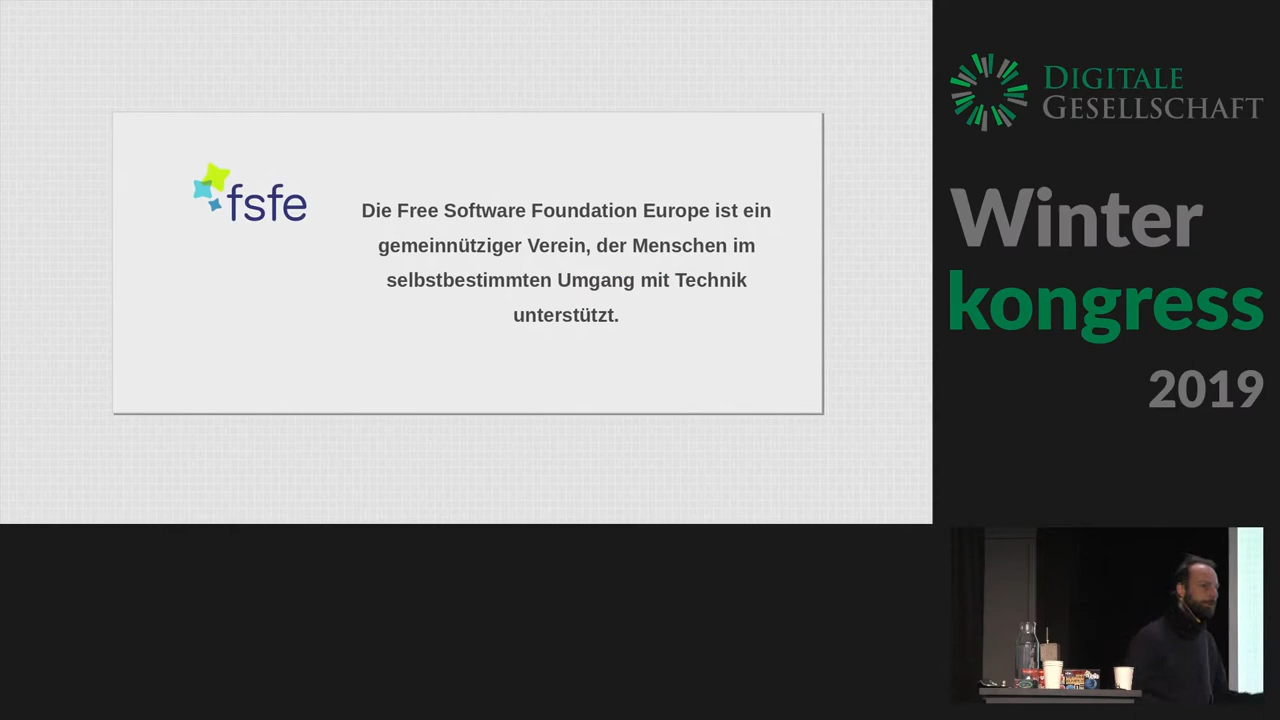 fsfe
Die Free Software Foundation Europe ist ein
gemeinnütziger Verein, der Menschen im
selbstbestimmten Umgang mit Technik
unterstützt.
DIGITALE
GESELLSCHAFT
Winter
kongress
2019